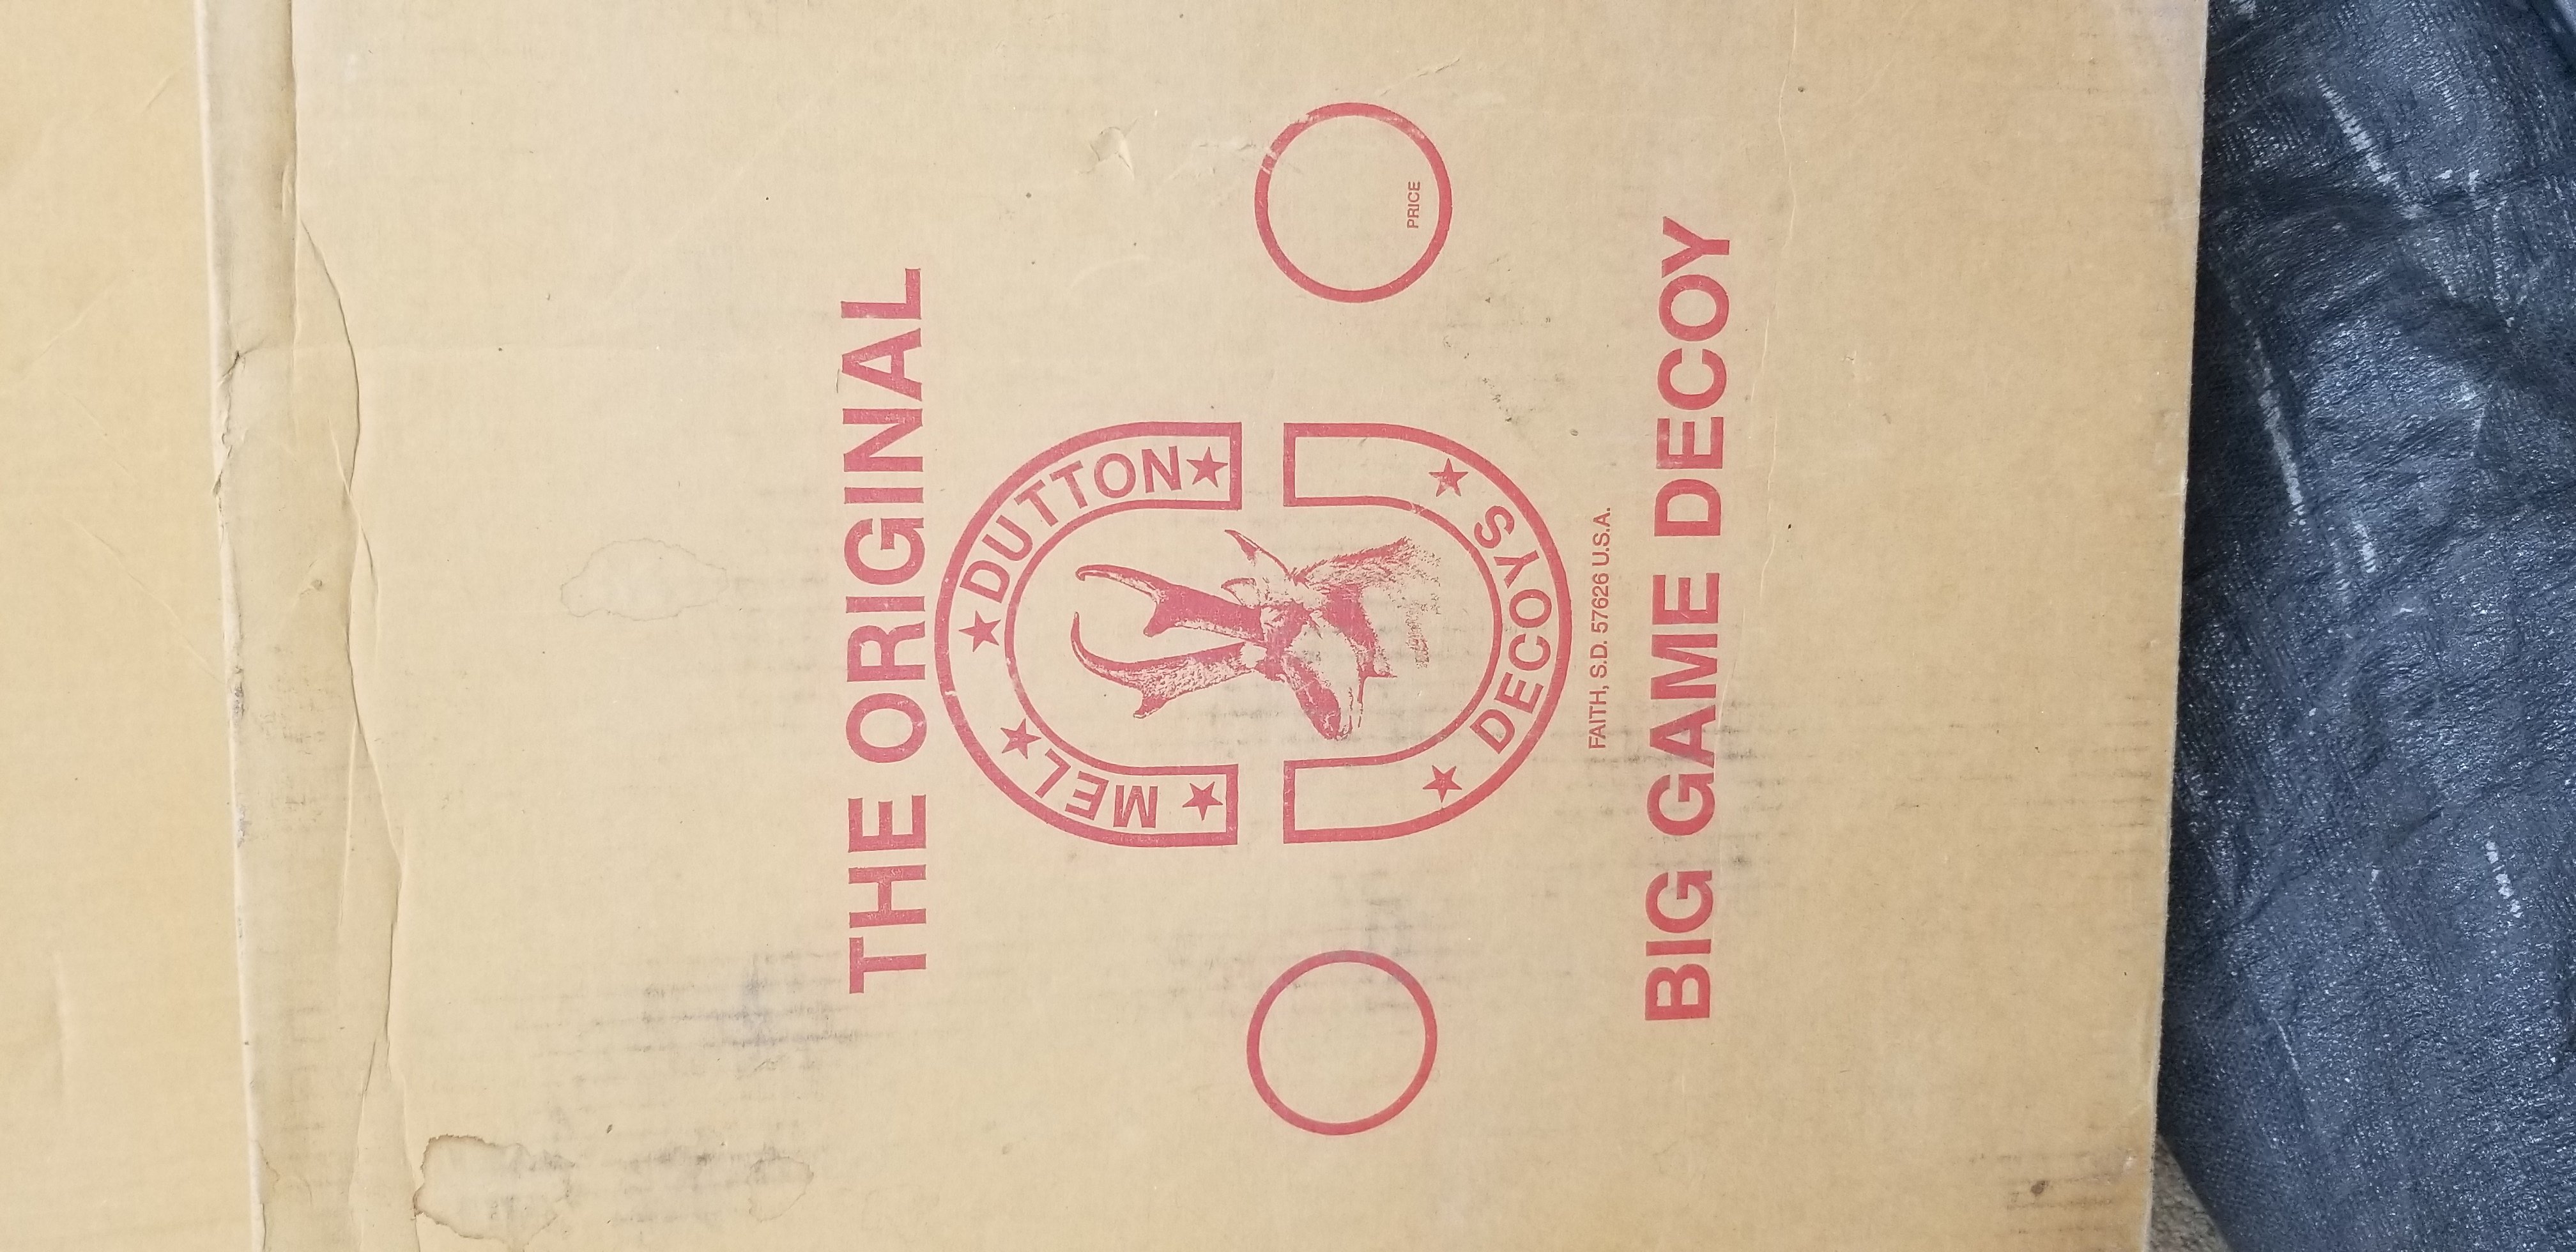 THE ORIGINAL
★ MEL ★ ★ DUTTON ★
PRICE
★ DECOYS ★
FAITH, S.D. 57626 U.S.A.
BIG GAME DECOY